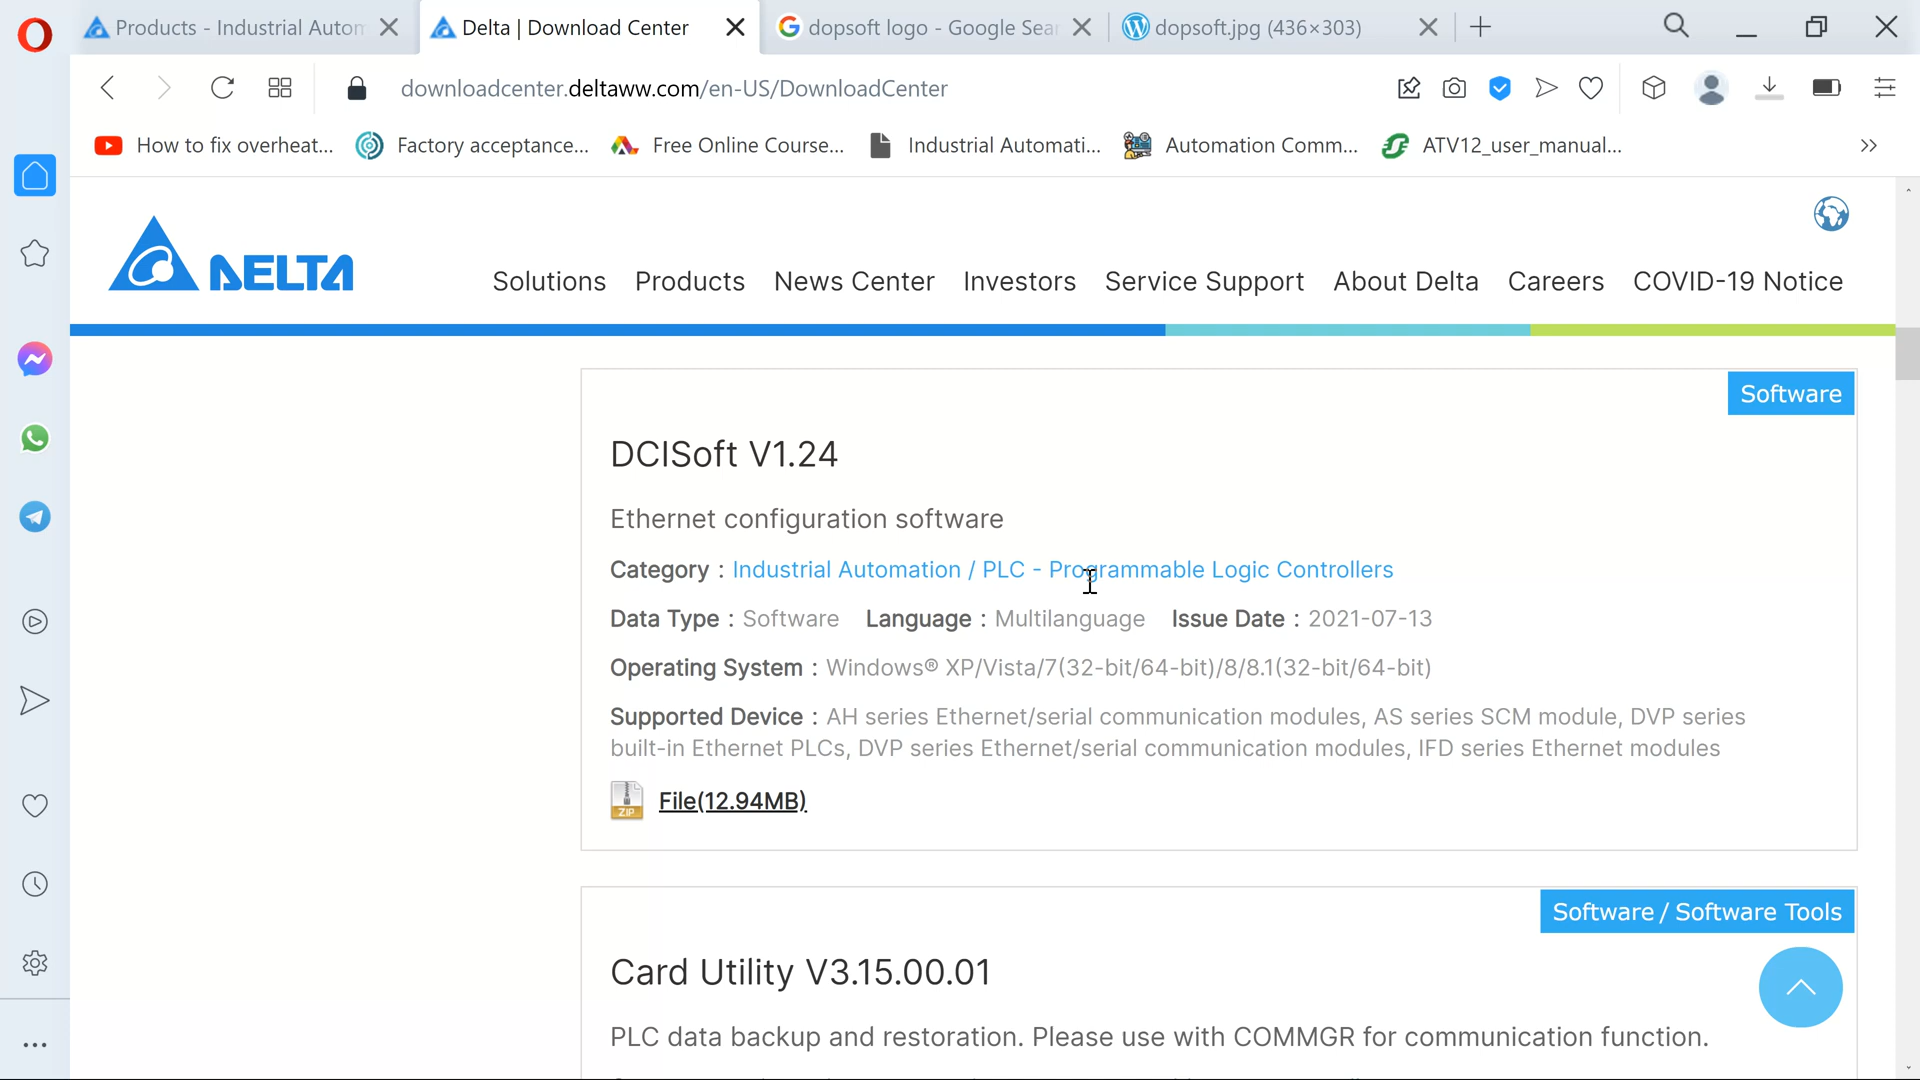 Products - Industrial Autom
Delta | Download Center
dopsoft logo - Google Sear
dopsoft.jpg (436×303)
downloadcenter.deltaww.com/en-US/DownloadCenter
How to fix overheat...
Factory acceptance...
Free Online Course...
Industrial Automati...
Automation Comm...
ATV12_user_manual...
DELTA
Solutions
Products
News Center
Investors
Service Support
About Delta
Careers
COVID-19 Notice
Software
DCISoft V1.24
Ethernet configuration software
Category : Industrial Automation / PLC - Programmable Logic Controllers
Data Type : Software Language : Multilanguage Issue Date : 2021-07-13
Operating System : Windows® XP/Vista/7(32-bit/64-bit)/8/8.1(32-bit/64-bit)
Supported Device : AH series Ethernet/serial communication modules, AS series SCM module, DVP series
built-in Ethernet PLCs, DVP series Ethernet/serial communication modules, IFD series Ethernet modules
ZIP
File(12.94MB)
Software / Software Tools
Card Utility V3.15.00.01
PLC data backup and restoration. Please use with COMMGR for communication function.